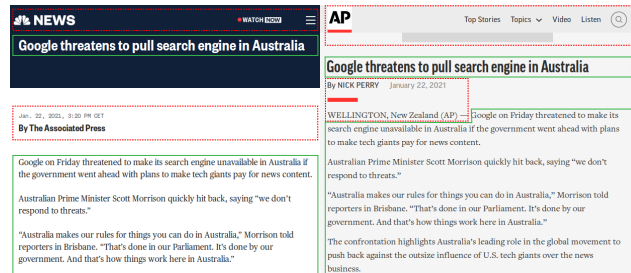 NEWS
WATCH NOW
Google threatens to pull search engine in Australia
Jan. 22, 2021, 3:20 PM CET
By The Associated Press
Google on Friday threatened to make its search engine unavailable in Australia if
the government went ahead with plans to make tech giants pay for news content.
Australian Prime Minister Scott Morrison quickly hit back, saying “we don’t
respond to threats.”
“Australia makes our rules for things you can do in Australia,” Morrison told
reporters in Brisbane. “That’s done in our Parliament. It’s done by our
government. And that’s how things work here in Australia.”
AP
Top Stories Topics Video Listen
Google threatens to pull search engine in Australia
By NICK PERRY January 22, 2021
WELLINGTON, New Zealand (AP) — Google on Friday threatened to make its
search engine unavailable in Australia if the government went ahead with plans
to make tech giants pay for news content.
Australian Prime Minister Scott Morrison quickly hit back, saying “we don’t
respond to threats.”
“Australia makes our rules for things you can do in Australia,” Morrison told
reporters in Brisbane. “That’s done in our Parliament. It’s done by our
government. And that’s how things work here in Australia.”
The confrontation highlights Australia’s leading role in the global movement to
push back against the outsize influence of U.S. tech giants over the news
business.